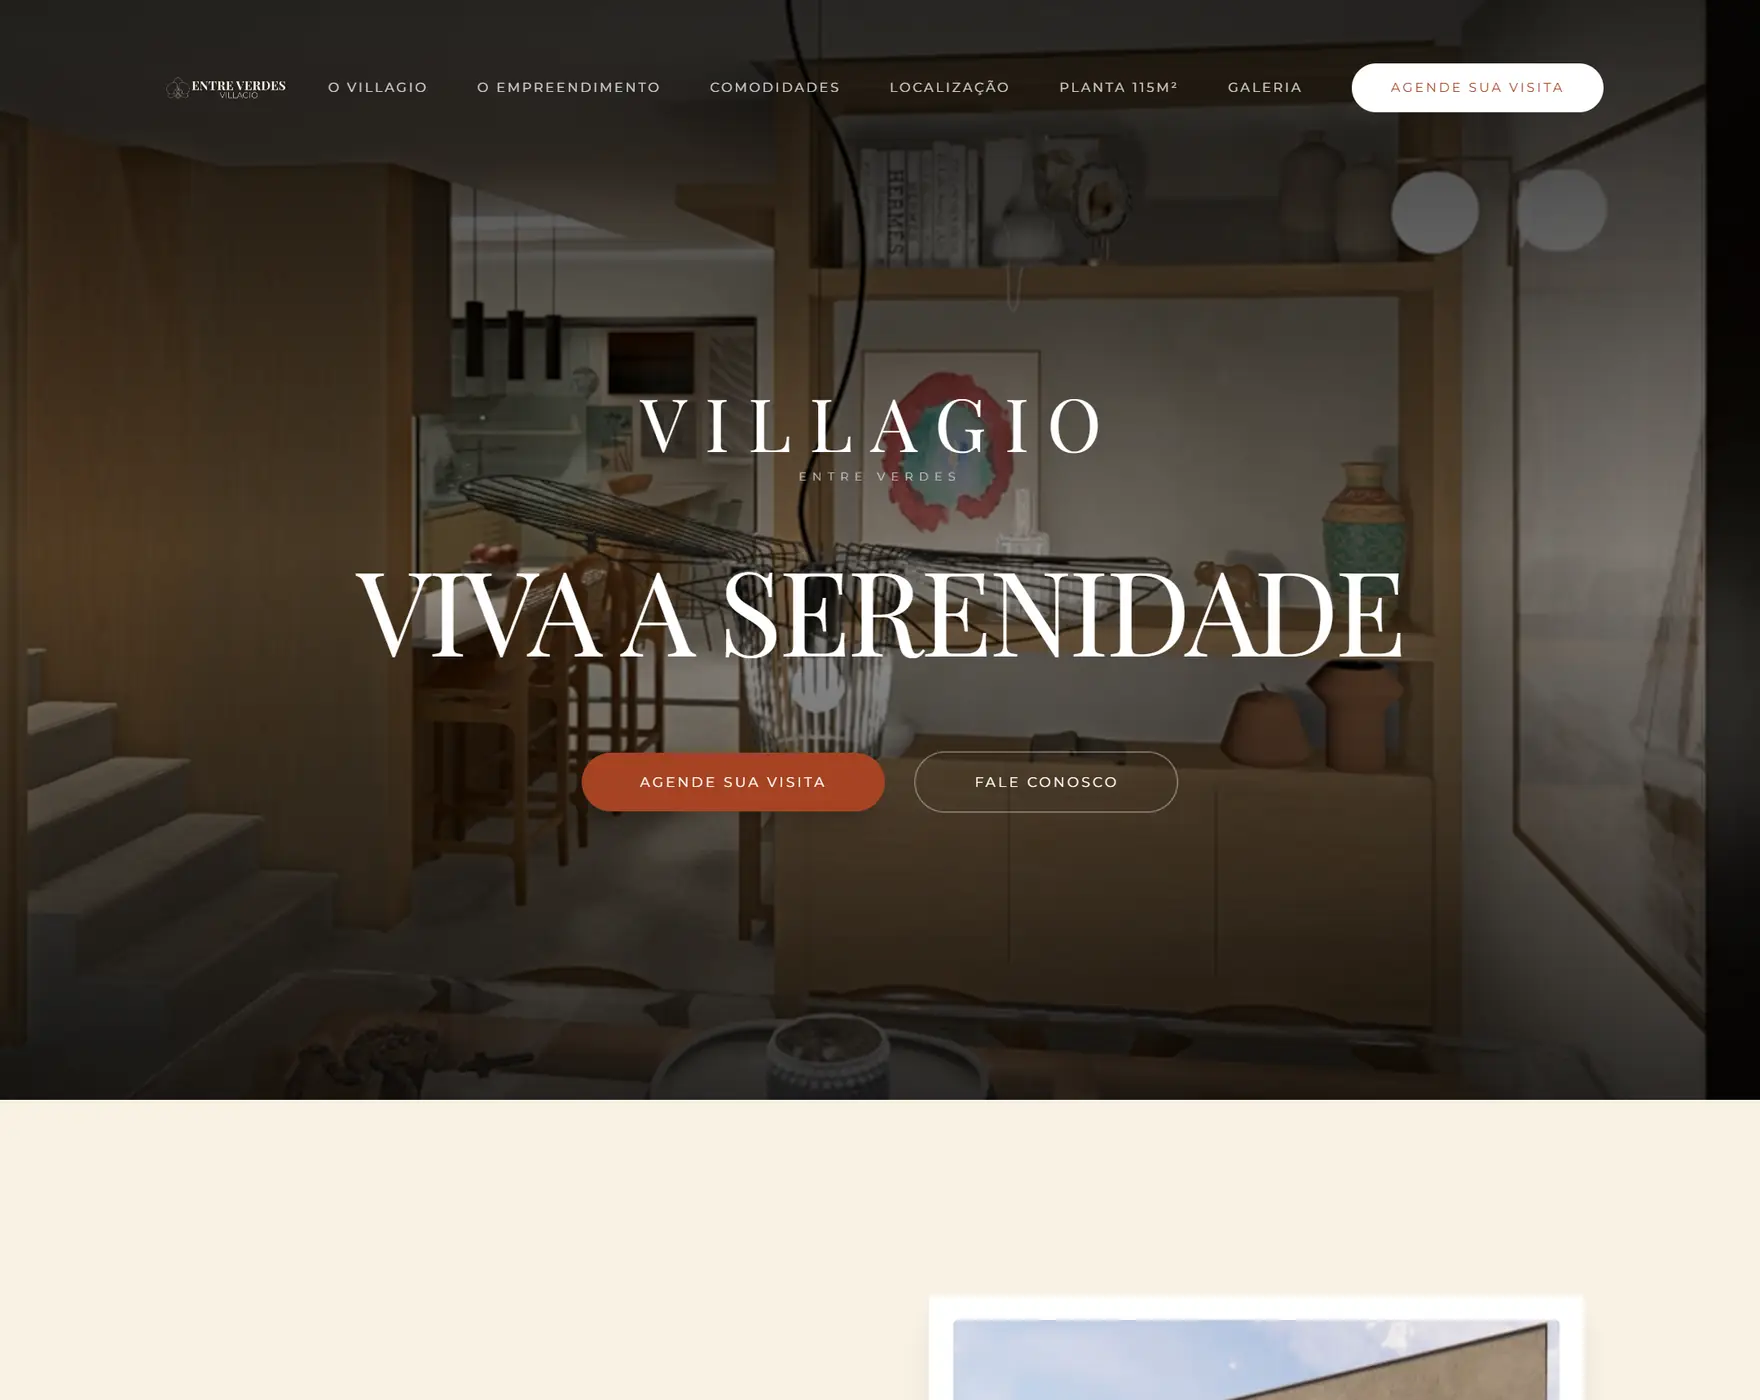 ENTRE VERDES
VILLAGIO
O VILLAGIO
O EMPREENDIMENTO
COMODIDADES
LOCALIZAÇÃO
PLANTA 115M²
GALERIA
AGENDE SUA VISITA
HERMES
VILLAGIO
ENTRE VERDES
VIVA A SERENIDADE
AGENDE SUA VISITA
FALE CONOSCO